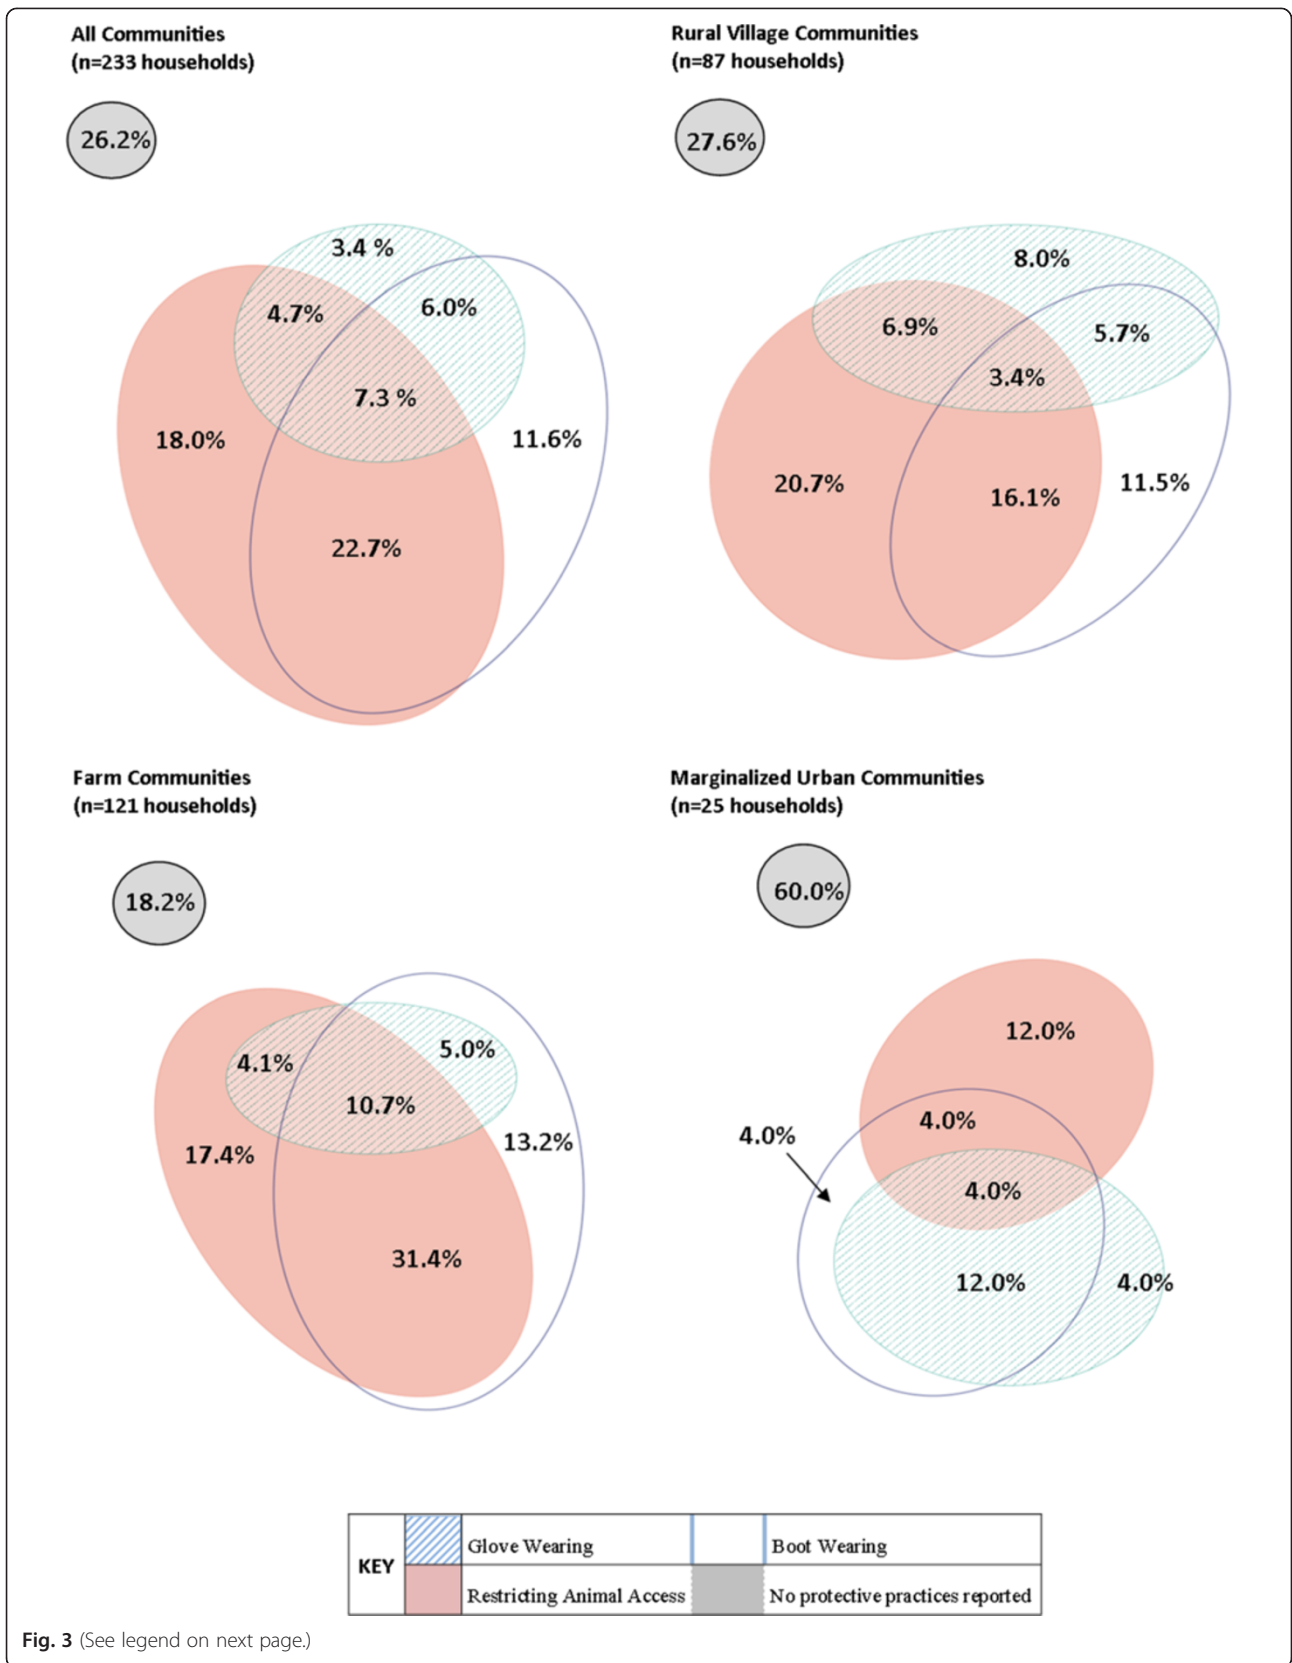 All Communities
(n=233 households)
26.2%
3.4 %
4.7%
6.0%
7.3 %
18.0%
11.6%
22.7%
Rural Village Communities
(n=87 households)
27.6%
8.0%
6.9%
5.7%
3.4%
20.7%
16.1%
11.5%
Farm Communities
(n=121 households)
18.2%
4.1%
5.0%
10.7%
17.4%
13.2%
31.4%
Marginalized Urban Communities
(n=25 households)
60.0%
12.0%
4.0%
4.0%
4.0%
12.0%
4.0%
KEY
Glove Wearing
Boot Wearing
Restricting Animal Access
No protective practices reported
Fig. 3 (See legend on next page.)